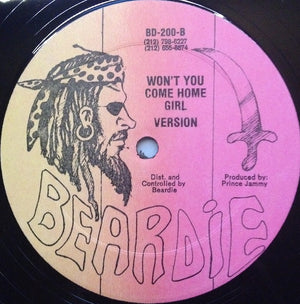 BD-200-B
(212) 798-6227
(212) 655-8874
WON'T YOU
COME HOME
GIRL
VERSION
Dist. and
Controlled by
Beardie
Produced by:
Prince Jammy
BEARDIE